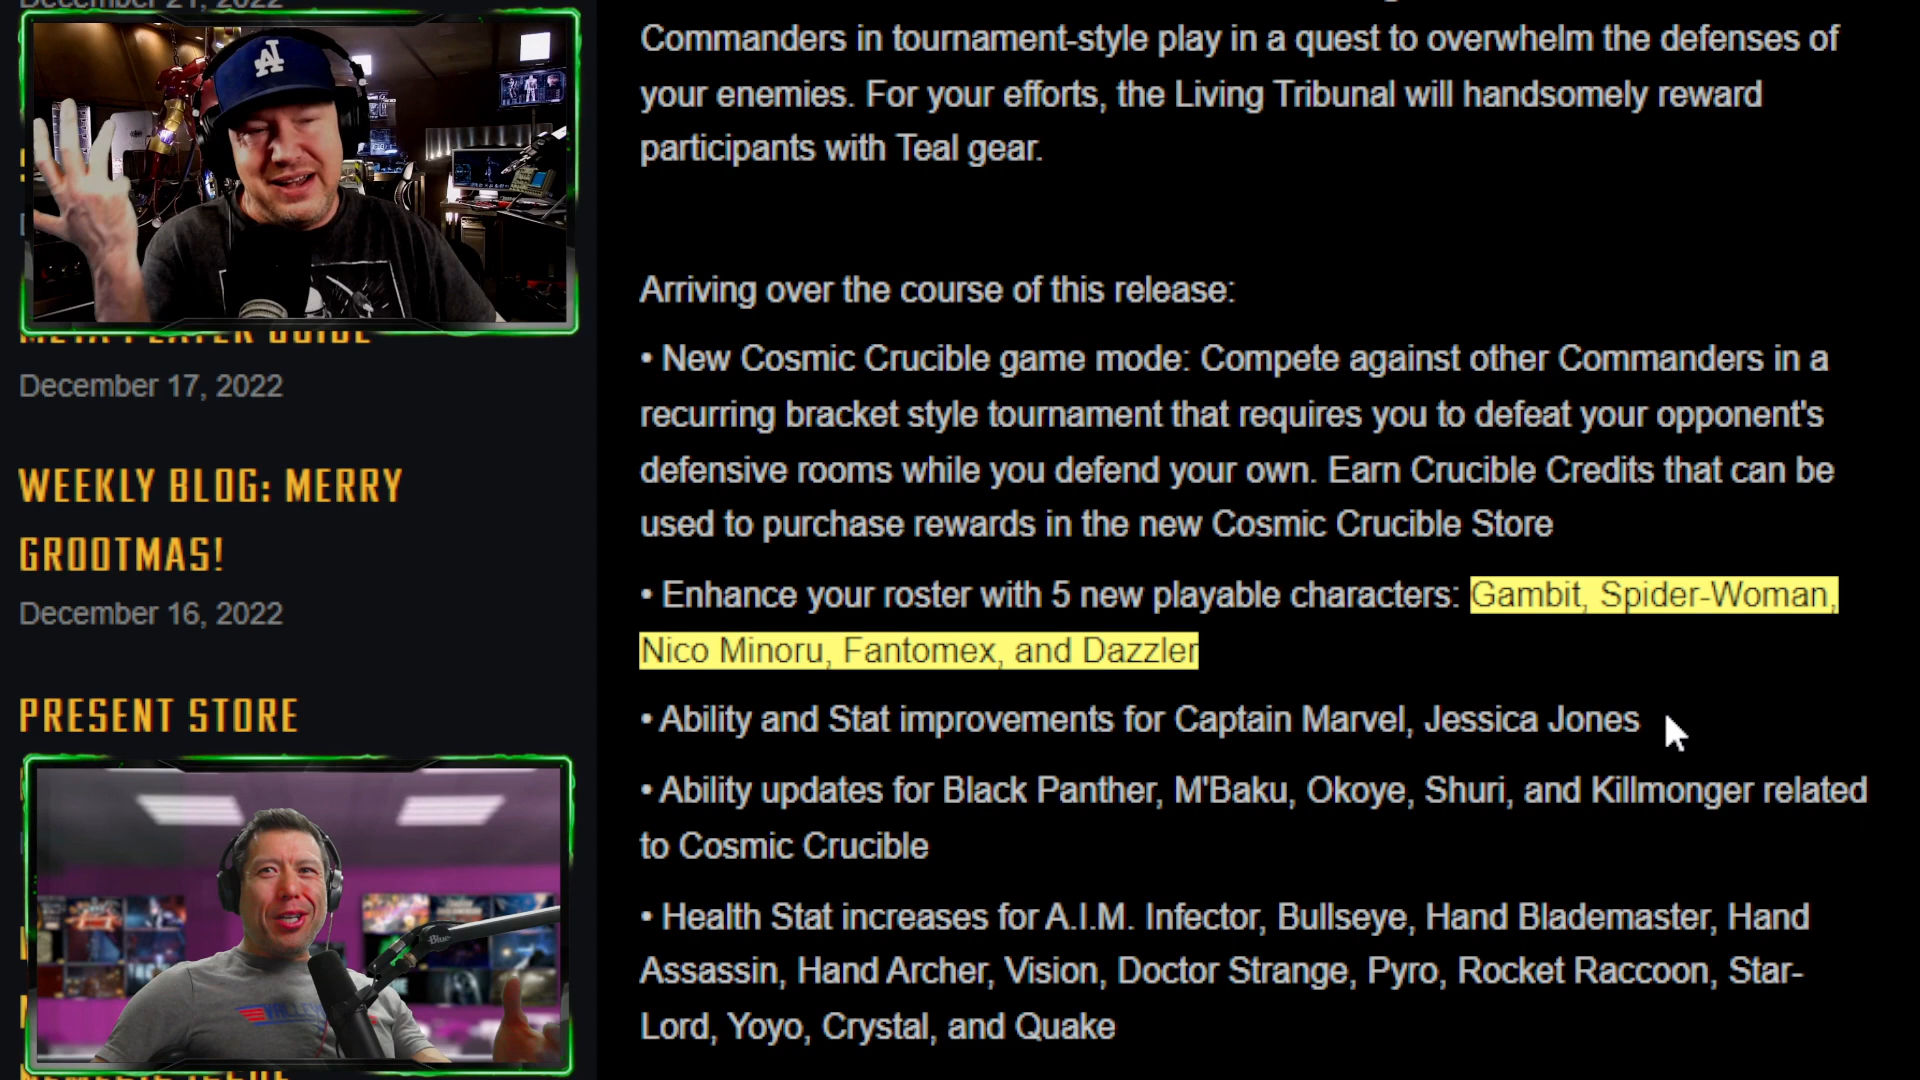 December 21, 2022
META PLAYER GUIDE
December 17, 2022
WEEKLY BLOG: MERRY
GROOTMAS!
December 16, 2022
PRESENT STORE
Commanders in tournament-style play in a quest to overwhelm the defenses of
your enemies. For your efforts, the Living Tribunal will handsomely reward
participants with Teal gear.
Arriving over the course of this release:
• New Cosmic Crucible game mode: Compete against other Commanders in a
recurring bracket style tournament that requires you to defeat your opponent's
defensive rooms while you defend your own. Earn Crucible Credits that can be
used to purchase rewards in the new Cosmic Crucible Store
• Enhance your roster with 5 new playable characters: Gambit, Spider-Woman,
Nico Minoru, Fantomex, and Dazzler
• Ability and Stat improvements for Captain Marvel, Jessica Jones
• Ability updates for Black Panther, M'Baku, Okoye, Shuri, and Killmonger related
to Cosmic Crucible
• Health Stat increases for A.I.M. Infector, Bullseye, Hand Blademaster, Hand
Assassin, Hand Archer, Vision, Doctor Strange, Pyro, Rocket Raccoon, Star-
Lord, Yoyo, Crystal, and Quake
LA
Blue